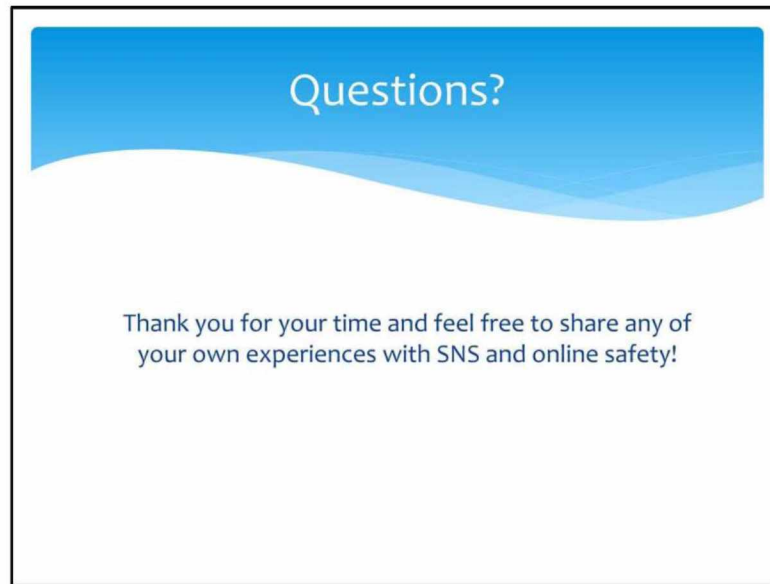 Questions?
Thank you for your time and feel free to share any of
your own experiences with SNS and online safety!